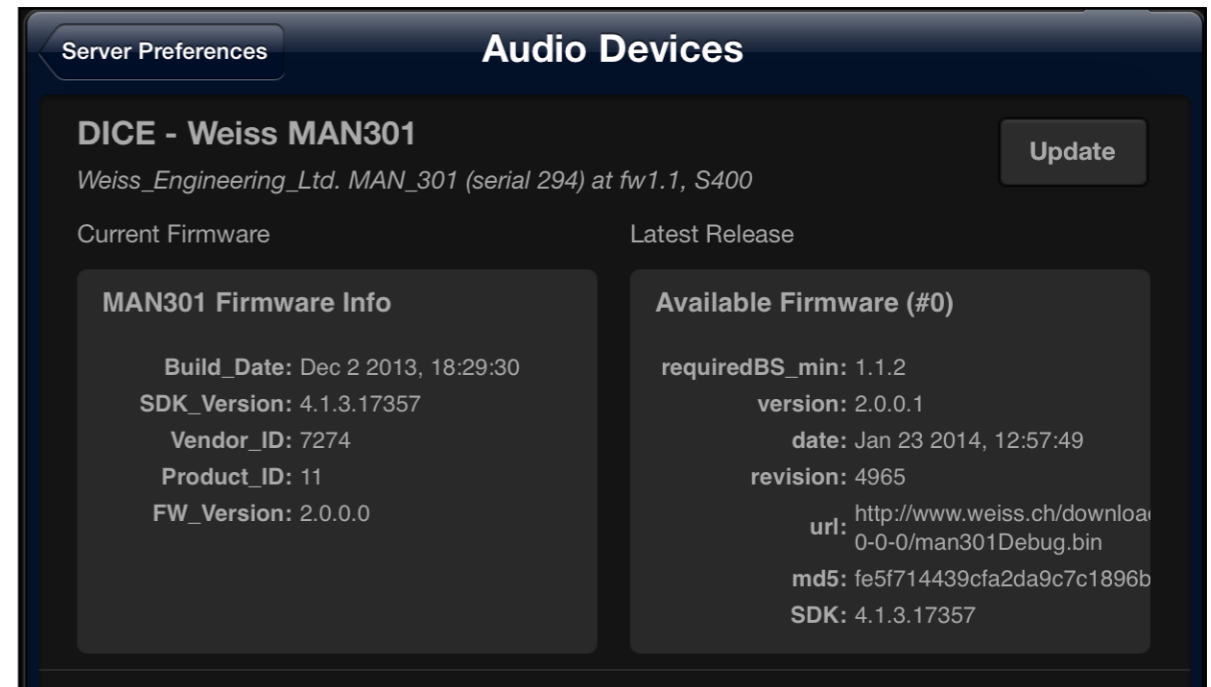 Server Preferences
Audio Devices
DICE - Weiss MAN301
Update
Weiss_Engineering_Ltd. MAN_301 (serial 294) at fw1.1, S400
Current Firmware
Latest Release
MAN301 Firmware Info
Build_Date: Dec 2 2013, 18:29:30
SDK_Version: 4.1.3.17357
Vendor_ID: 7274
Product_ID: 11
FW_Version: 2.0.0.0
Available Firmware (#0)
requiredBS_min: 1.1.2
version: 2.0.0.1
date: Jan 23 2014, 12:57:49
revision: 4965
url: http://www.weiss.ch/downloa
0-0-0/man301Debug.bin
md5: fe5f714439cfa2da9c7c1896b
SDK: 4.1.3.17357